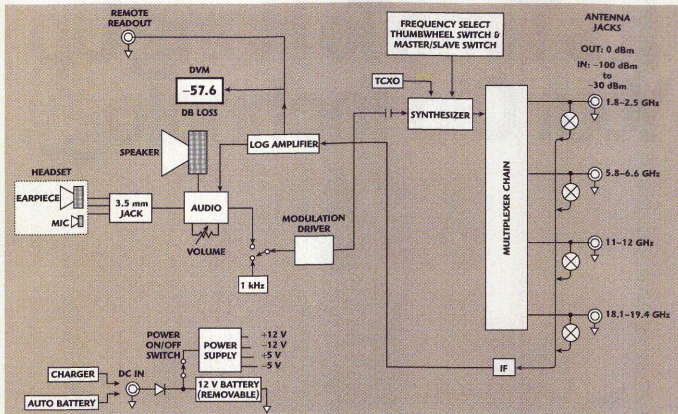 REMOTE
READOUT
FREQUENCY SELECT
THUMBWHEEL SWITCH &
MASTER/SLAVE SWITCH
ANTENNA
JACKS
OUT: 0 dBm
IN: –100 dBm
to
–30 dBm
DVM
–57.6
DB LOSS
TCXO
SYNTHESIZER
1.8–2.5 GHz
SPEAKER
LOG AMPLIFIER
HEADSET
EARPIECE
MIC
3.5 mm
JACK
AUDIO
VOLUME
MODULATION
DRIVER
1 kHz
MULTIPLEXER CHAIN
5.8–6.6 GHz
11–12 GHz
18.1–19.4 GHz
POWER
ON/OFF
SWITCH
POWER
SUPPLY
+12 V
–12 V
+5 V
–5 V
IF
CHARGER
DC IN
AUTO BATTERY
12 V BATTERY
(REMOVABLE)